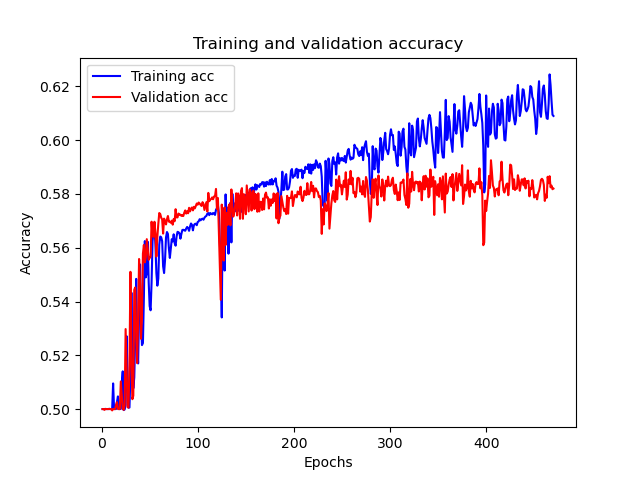 Training and validation accuracy
Training acc
Validation acc
0.62
0.60
0.58
0.56
0.54
0.52
0.50
Accuracy
0
100
200
300
400
Epochs